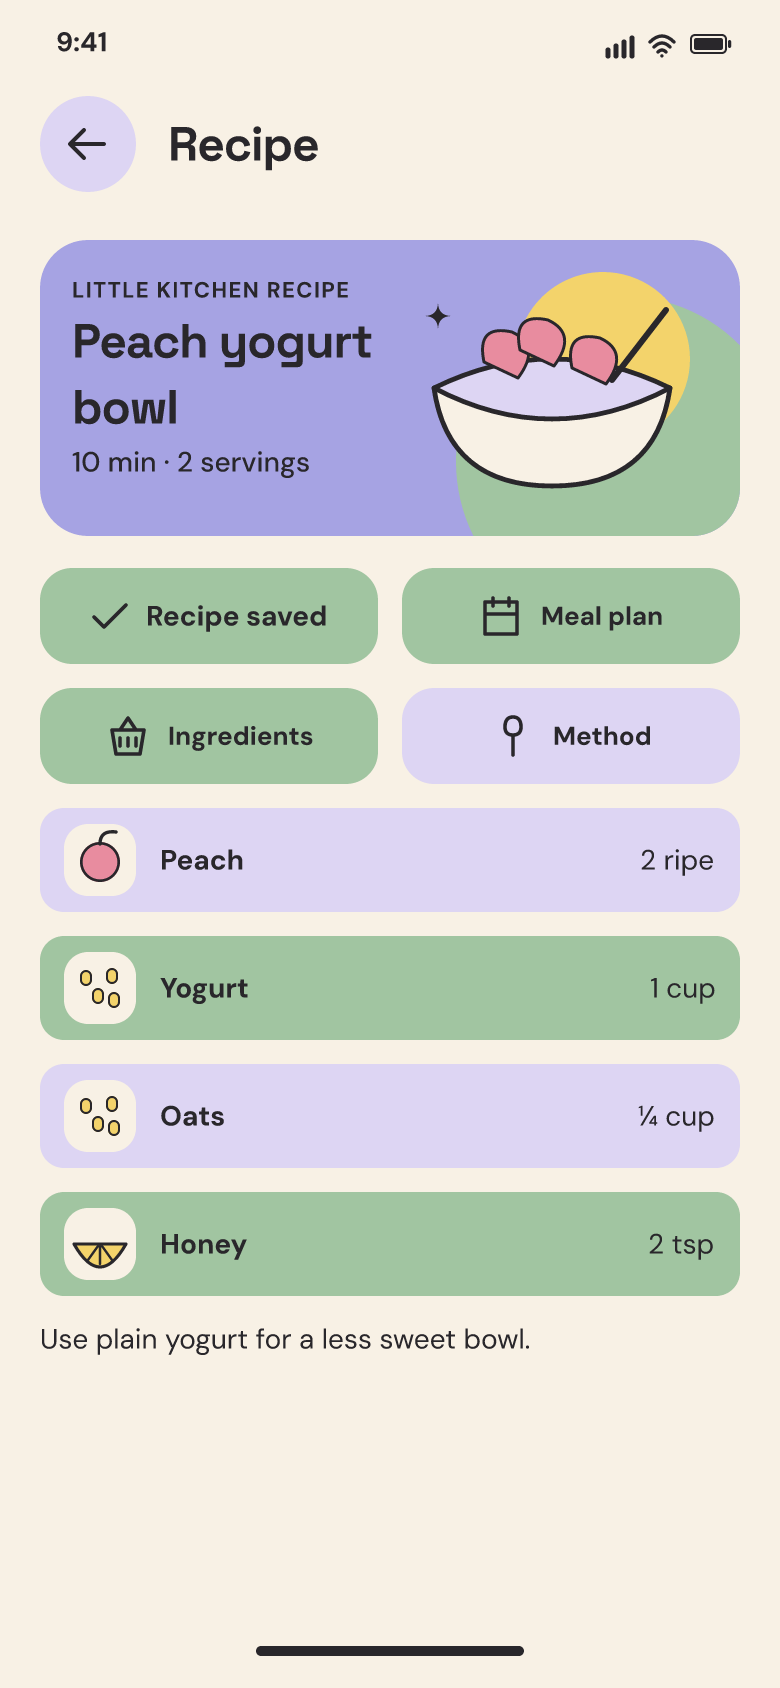 9:41
Recipe
LITTLE KITCHEN RECIPE
Peach yogurt
bowl
10 min · 2 servings
Recipe saved
Meal plan
Ingredients
Method
Peach
2 ripe
Yogurt
1 cup
Oats
¼ cup
Honey
2 tsp
Use plain yogurt for a less sweet bowl.